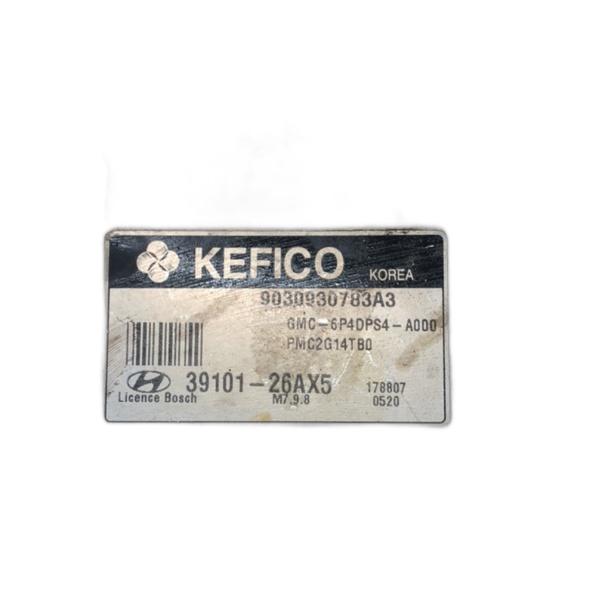 KEFICO KOREA
9030930783A3
GMC-6P4DPS4-A000
PMC2G14TB0
39101-26AX5 178807
Licence Bosch M7.9.8 0520